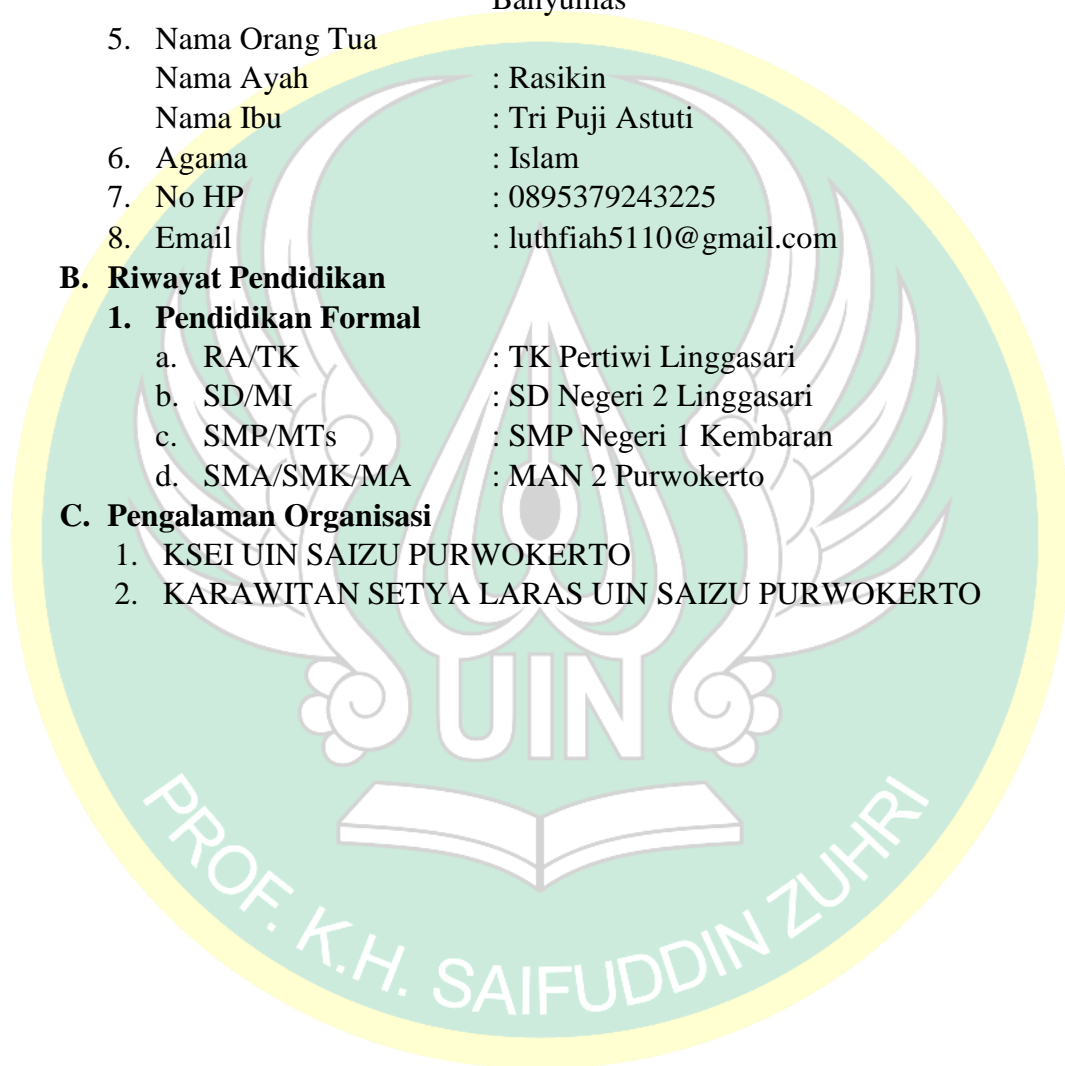 Banyumas
5. Nama Orang Tua
Nama Ayah : Rasikin
Nama Ibu : Tri Puji Astuti
6. Agama : Islam
7. No HP : 0895379243225
8. Email : luthfiah5110@gmail.com
B. Riwayat Pendidikan
1. Pendidikan Formal
a. RA/TK : TK Pertiwi Linggasari
b. SD/MI : SD Negeri 2 Linggasari
c. SMP/MTs : SMP Negeri 1 Kembaran
d. SMA/SMK/MA : MAN 2 Purwokerto
C. Pengalaman Organisasi
1. KSEI UIN SAIZU PURWOKERTO
2. KARAWITAN SETYA LARAS UIN SAIZU PURWOKERTO
UIN
PROF. K.H. SAIFUDDIN ZUHRI